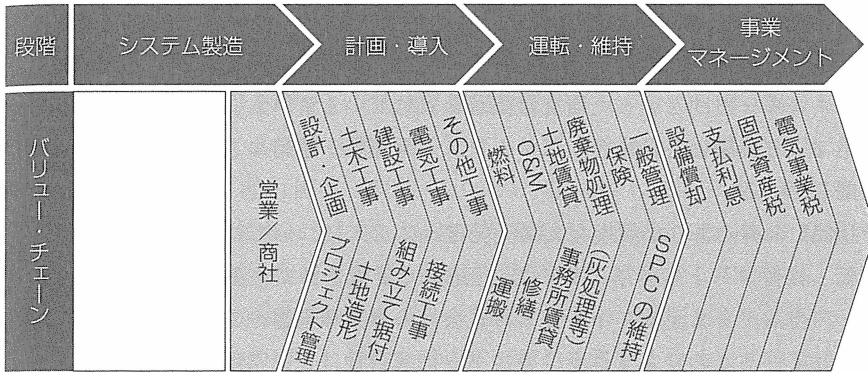 段階
システム製造
計画・導入
運転・維持
事業
マネージメント
バリュー・チェーン
営業/商社
設計・企画
プロジェクト管理
土木工事
土地造形
建設工事
組み立て据付
電気工事
接続工事
その他工事
燃料
運搬
O&M
修繕
土地賃貸
事務所賃貸
廃棄物処理
(灰処理等)
保険
一般管理
SPCの維持
設備償却
支払利息
固定資産税
電気事業税